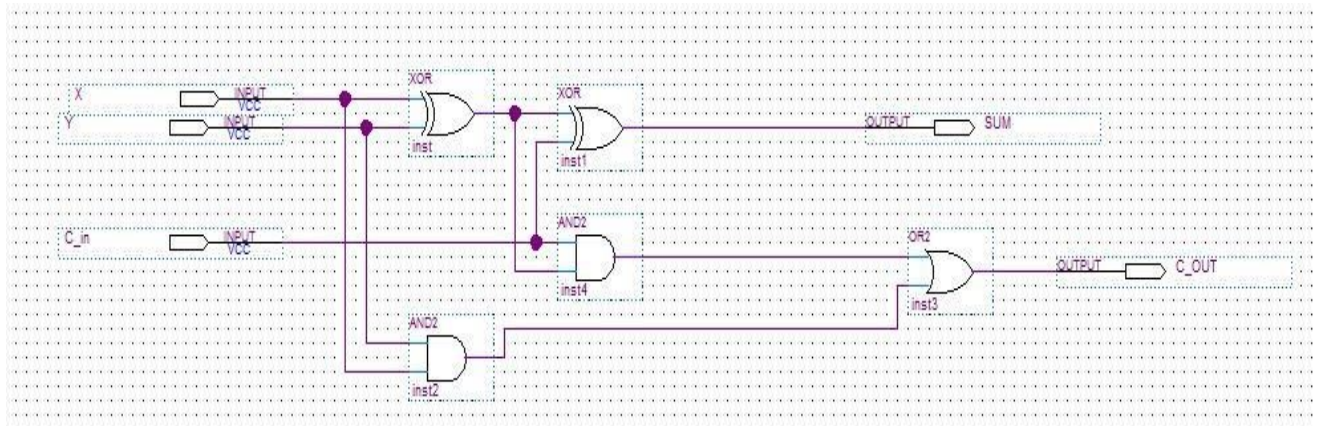 XOR
X
INPUT
VCC
XOR
Y
INPUT
VCC
OUTPUT
SUM
inst
inst1
AND2
C_in
INPUT
VCC
OR2
OUTPUT
C_OUT
inst4
inst3
AND2
inst2